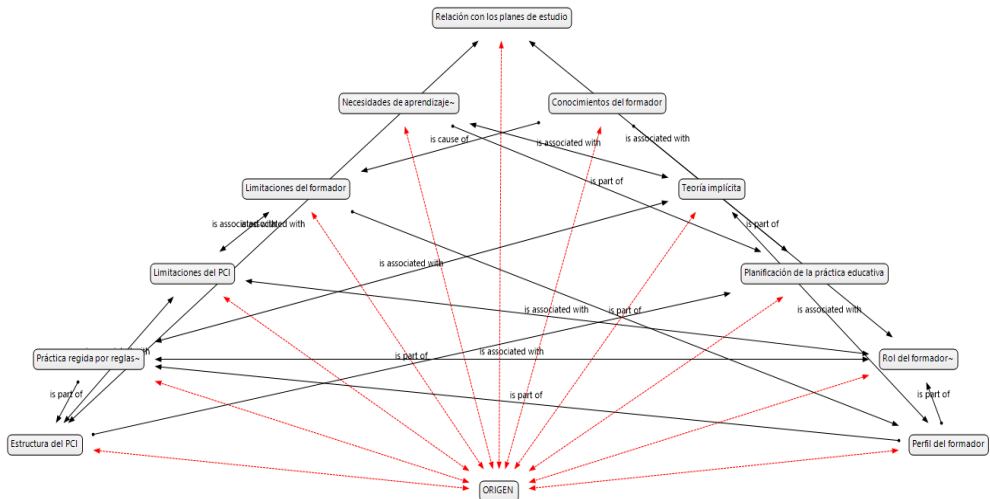 Relación con los planes de estudio
Necesidades de aprendizaje~
Conocimientos del formador
is cause of
is associated with
is associated with
Limitaciones del formador
is part of
Teoría implícita
is associated with
is associated with
is part of
Limitaciones del PCI
is associated with
Planificación de la práctica educativa
is part of
is associated with
Práctica regida por reglas~
is part of
is associated with
Rol del formador~
is part of
is part of
is part of
Estructura del PCI
Perfil del formador
ORIGEN